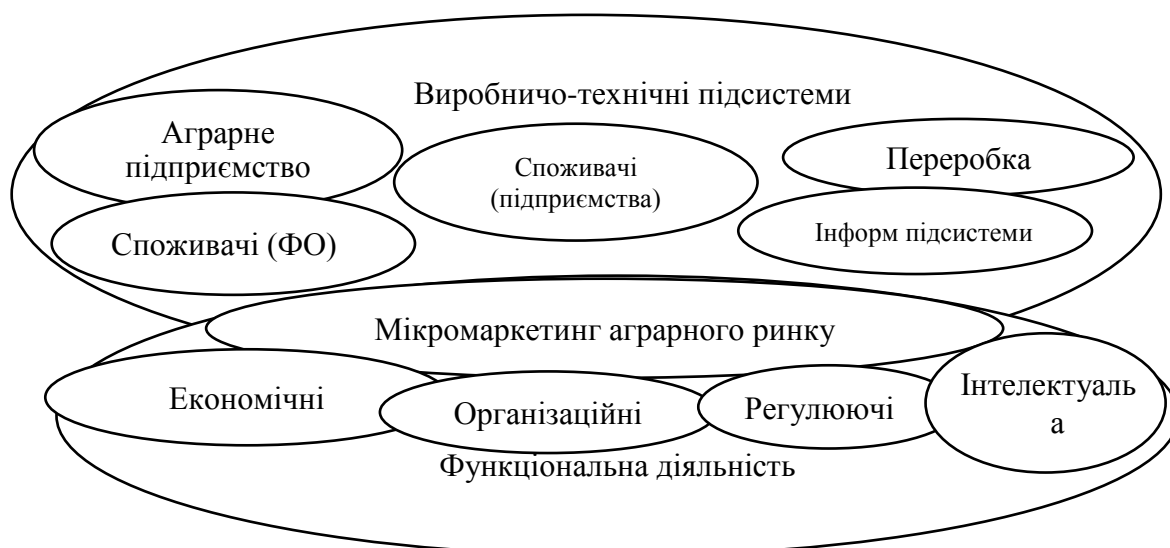 Виробничо-технічні підсистеми
Аграрне
підприємство
Споживачі
(підприємства)
Переробка
Споживачі (ФО)
Інформ підсистеми
Мікромаркетинг аграрного ринку
Економічні
Організаційні
Регулюючі
Інтелектуаль
а
Функціональна діяльність